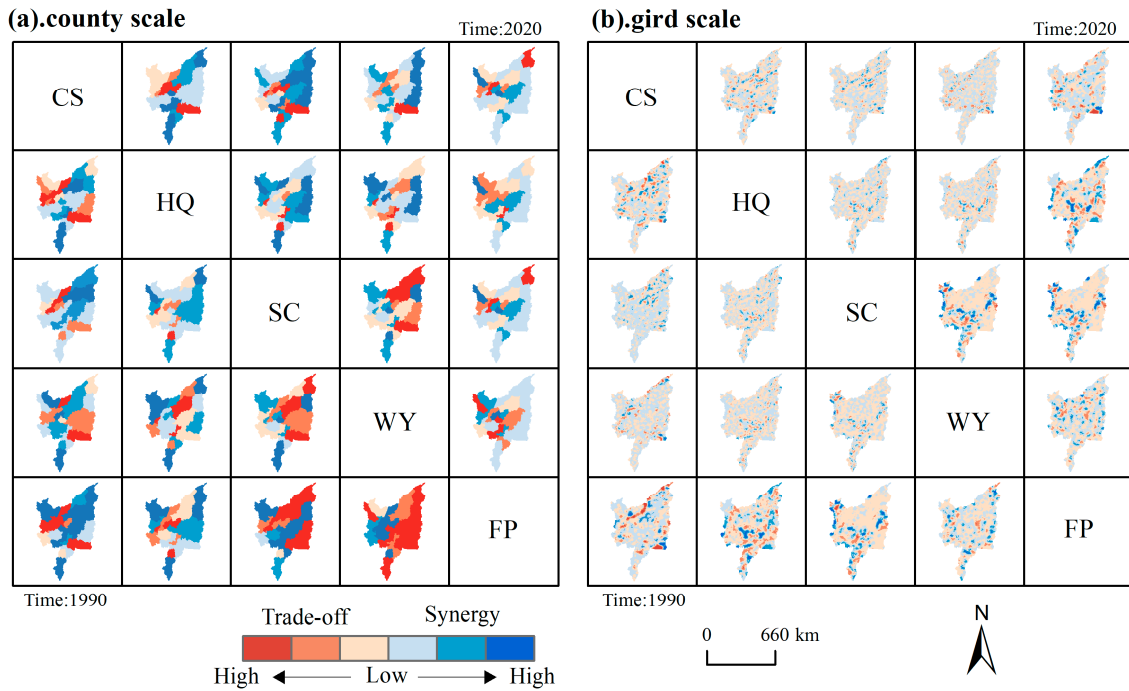 (a).county scale
Time:2020
CS
HQ
SC
WY
FP
Time:1990
(b).gird scale
Time:2020
CS
HQ
SC
WY
FP
Time:1990
Trade-off Synergy
High Low High
0 660 km
N